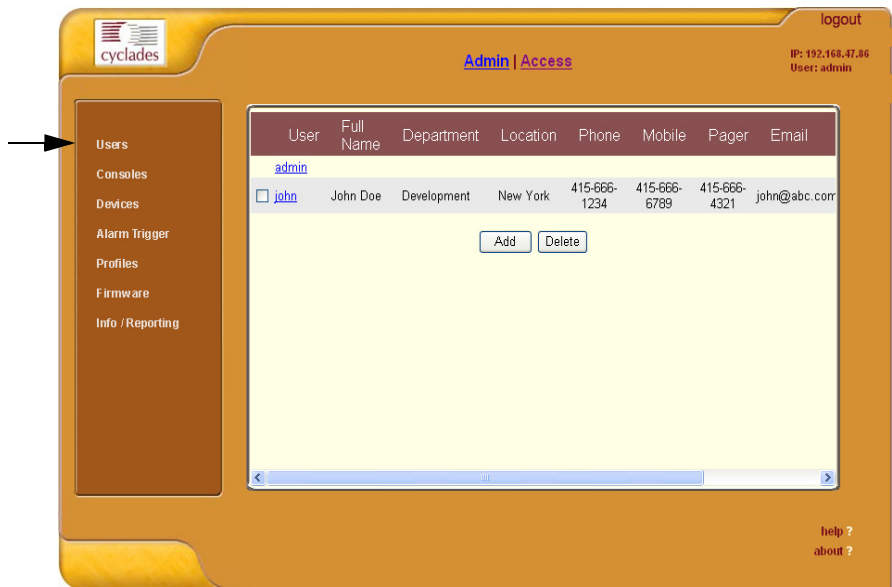 logout
cyclades
Admin | Access
IP: 192.168.47.86
User: admin
Users
Consoles
Devices
Alarm Trigger
Profiles
Firmware
Info / Reporting
User Full Name Department Location Phone Mobile Pager Email
admin
john John Doe Development New York 415-666-1234 415-666-6789 415-666-4321 john@abc.com
Add Delete
help ?
about ?